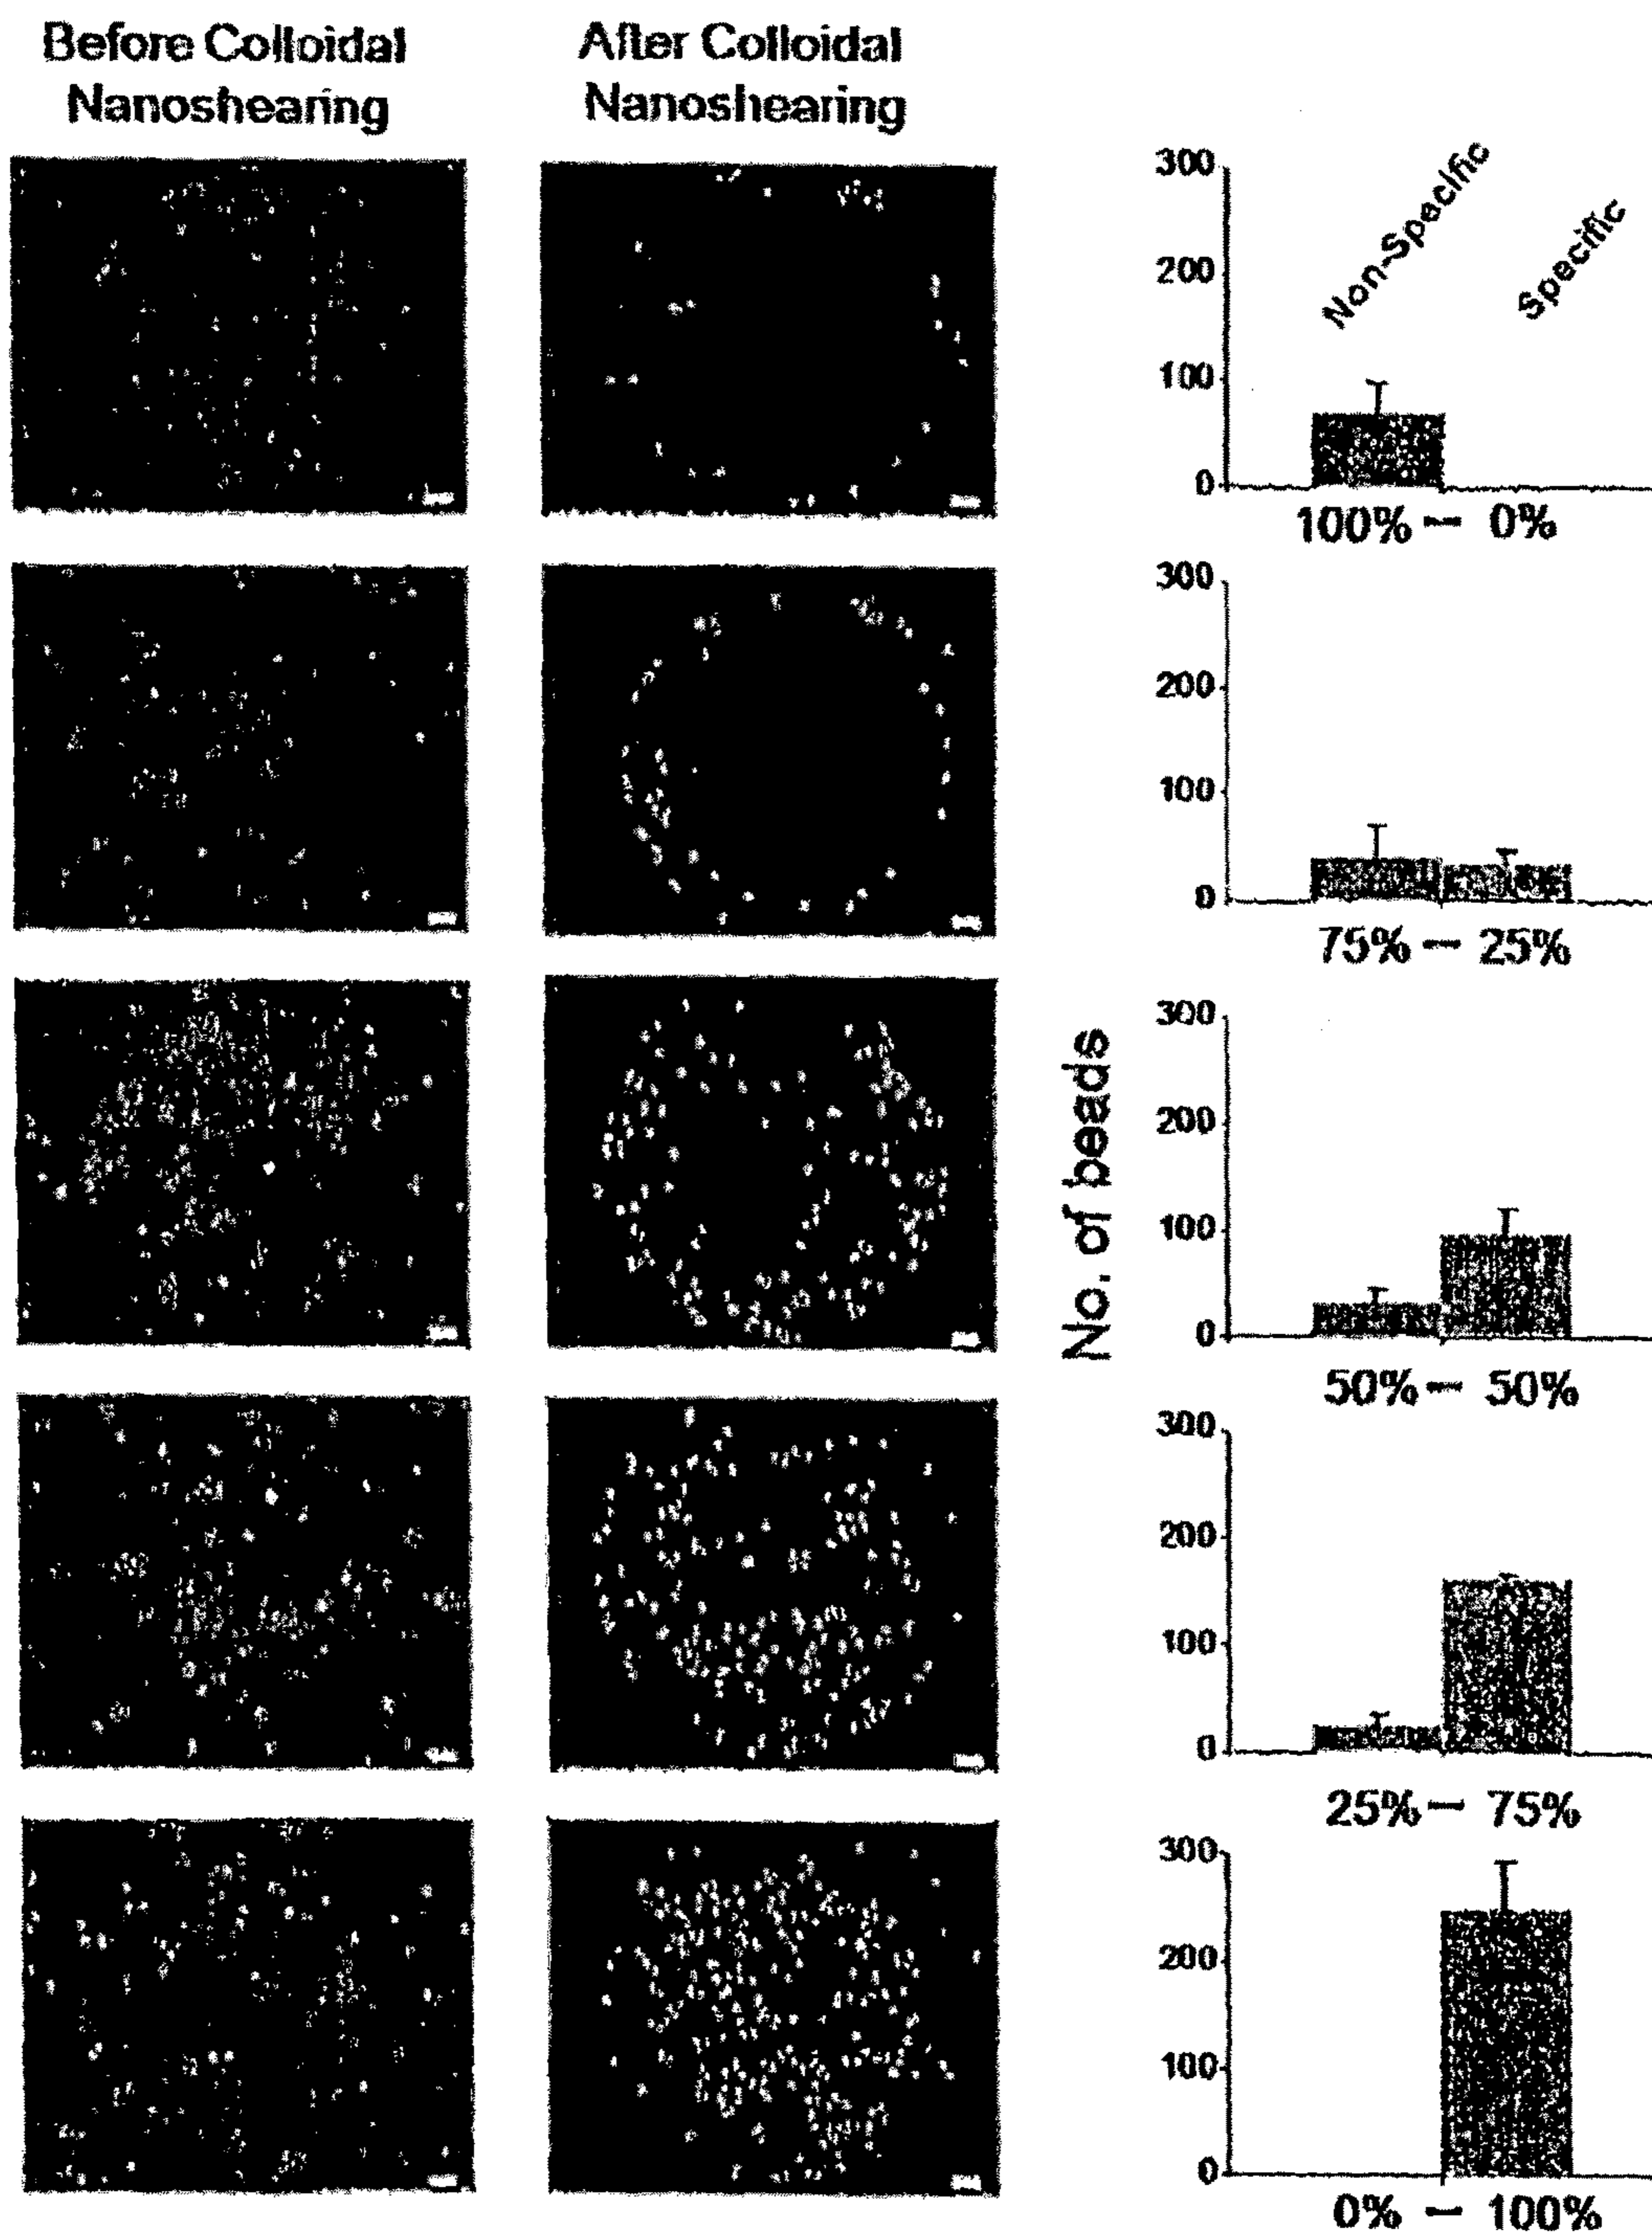 Before Colloidal
Nanoshearing
After Colloidal
Nanoshearing
300
200
100
0
Non-Specific
Specific
100% – 0%
300
200
100
0
75% – 25%
No. of beads
300
200
100
0
50% – 50%
300
200
100
0
25% – 75%
300
200
100
0
0% – 100%